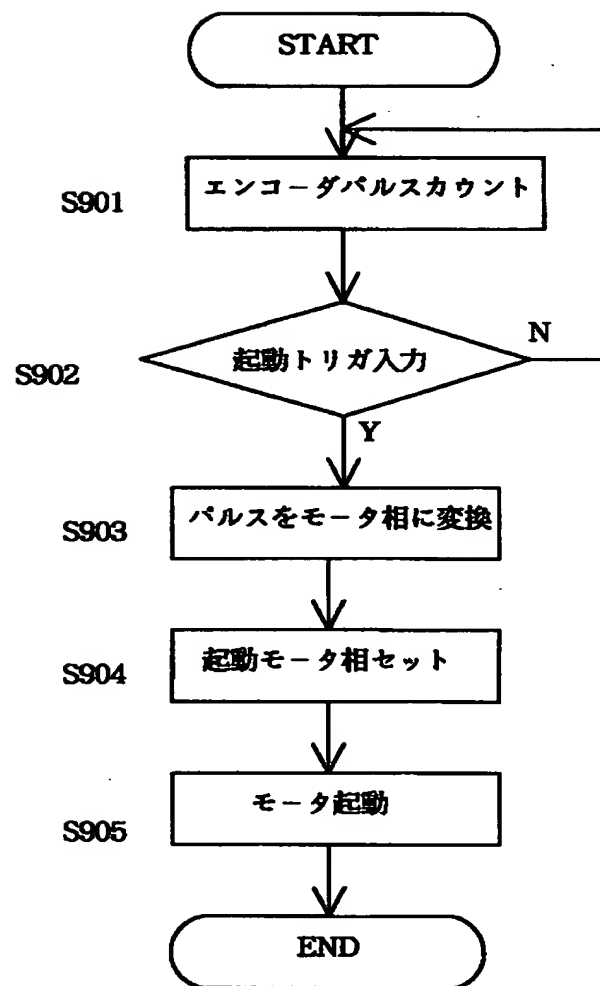 START
エンコーダパルスカウント
S901
起動トリガ入力
N
S902
Y
パルスをモータ相に変換
S903
起動モータ相セット
S904
モータ起動
S905
END